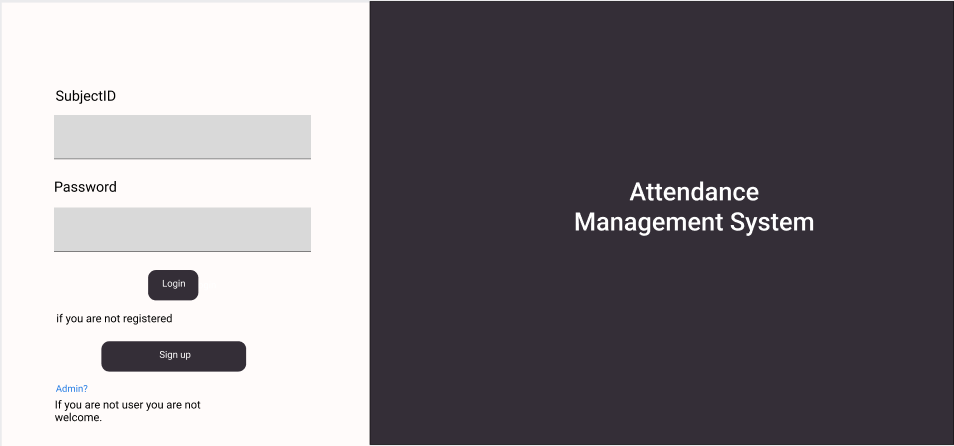 SubjectID
Password
Login
if you are not registered
Sign up
Admin?
If you are not user you are not
welcome.
Attendance
Management System